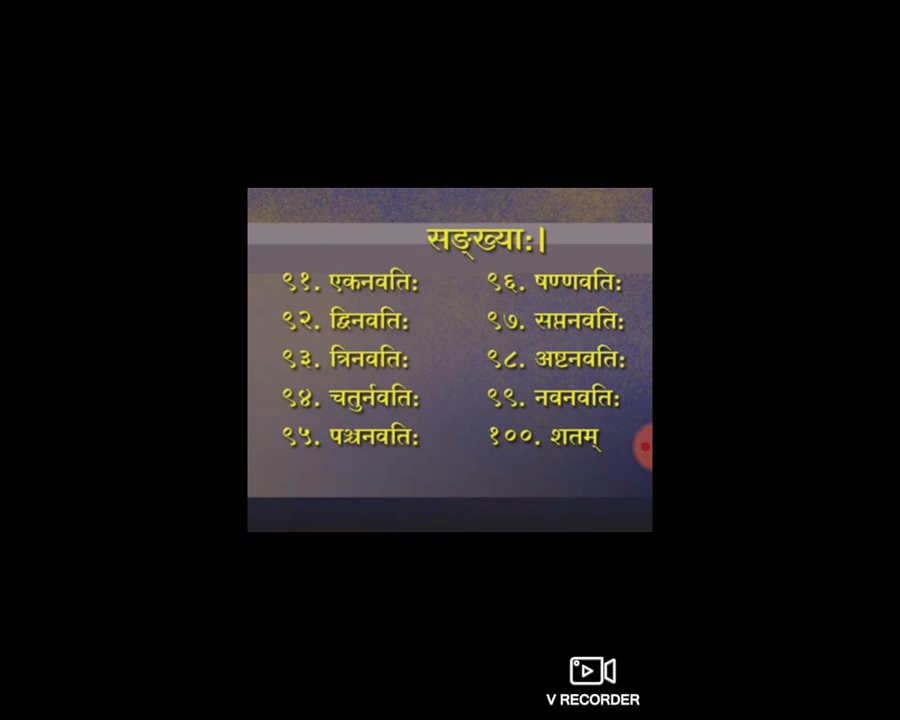 सङ्ख्याः।
९१. एकनवतिः
९२. द्विनवतिः
९३. त्रिनवतिः
९४. चतुर्नवतिः
९५. पञ्चनवतिः
९६. षण्णवतिः
९७. सप्तनवतिः
९८. अष्टनवतिः
९९. नवनवतिः
१००. शतम्
V RECORDER